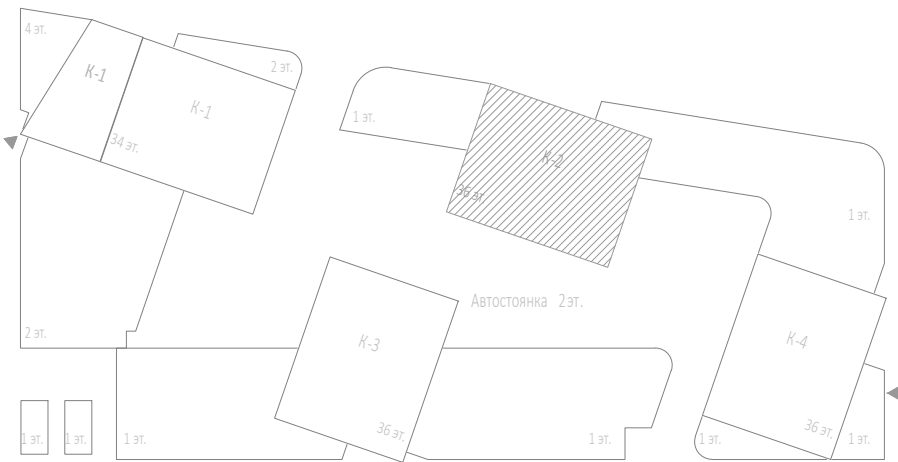 4 эт.
К-1
2 эт.
К-1
34 эт.
1 эт.
К-2
36 эт.
1 эт.
Автостоянка 2эт.
2 эт.
К-3
К-4
36 эт.
36 эт.
1 эт.
1 эт.
1 эт.
1 эт.
1 эт.
1 эт.